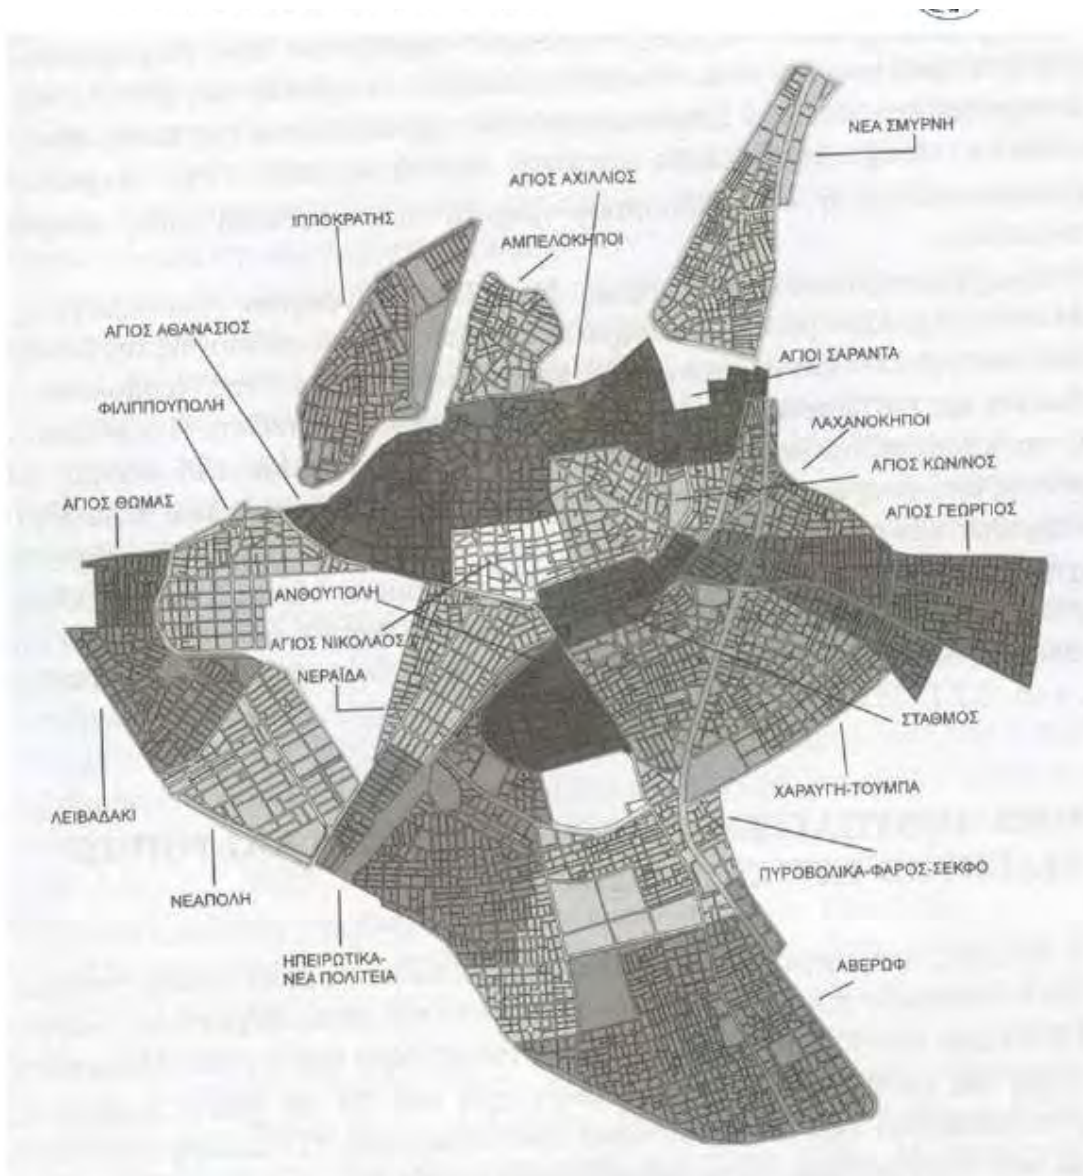 ΝΕΑ ΣΜΥΡΝΗ
ΑΓΙΟΣ ΑΧΙΛΛΙΟΣ
ΙΠΠΟΚΡΑΤΗΣ
ΑΜΠΕΛΟΚΗΠΟΙ
ΑΓΙΟΣ ΑΘΑΝΑΣΙΟΣ
ΑΓΙΟΙ ΣΑΡΑΝΤΑ
ΦΙΛΙΠΠΟΥΠΟΛΗ
ΛΑΧΑΝΟΚΗΠΟΙ
ΑΓΙΟΣ ΚΩΝ/ΝΟΣ
ΑΓΙΟΣ ΘΩΜΑΣ
ΑΓΙΟΣ ΓΕΩΡΓΙΟΣ
ΑΝΘΟΥΠΟΛΗ
ΑΓΙΟΣ ΝΙΚΟΛΑΟΣ
ΝΕΡΑΪΔΑ
ΣΤΑΘΜΟΣ
ΧΑΡΑΥΓΗ-ΤΟΥΜΠΑ
ΛΕΙΒΑΔΑΚΙ
ΠΥΡΟΒΟΛΙΚΑ-ΦΑΡΟΣ-ΣΕΚΦΟ
ΝΕΑΠΟΛΗ
ΗΠΕΙΡΩΤΙΚΑ-
ΝΕΑ ΠΟΛΙΤΕΙΑ
ΑΒΕΡΩΦ